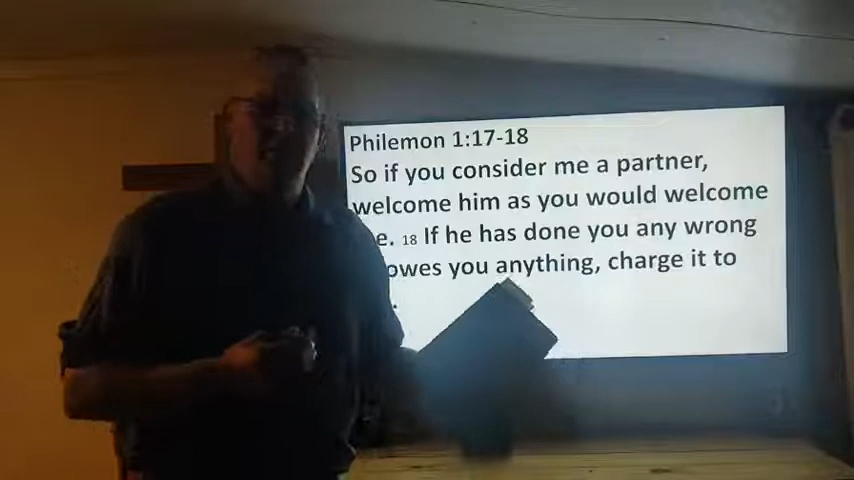 Philemon 1:17-18
So if you consider me a partner,
welcome him as you would welcome
e. 18 If he has done you any wrong
owes you anything, charge it to
.